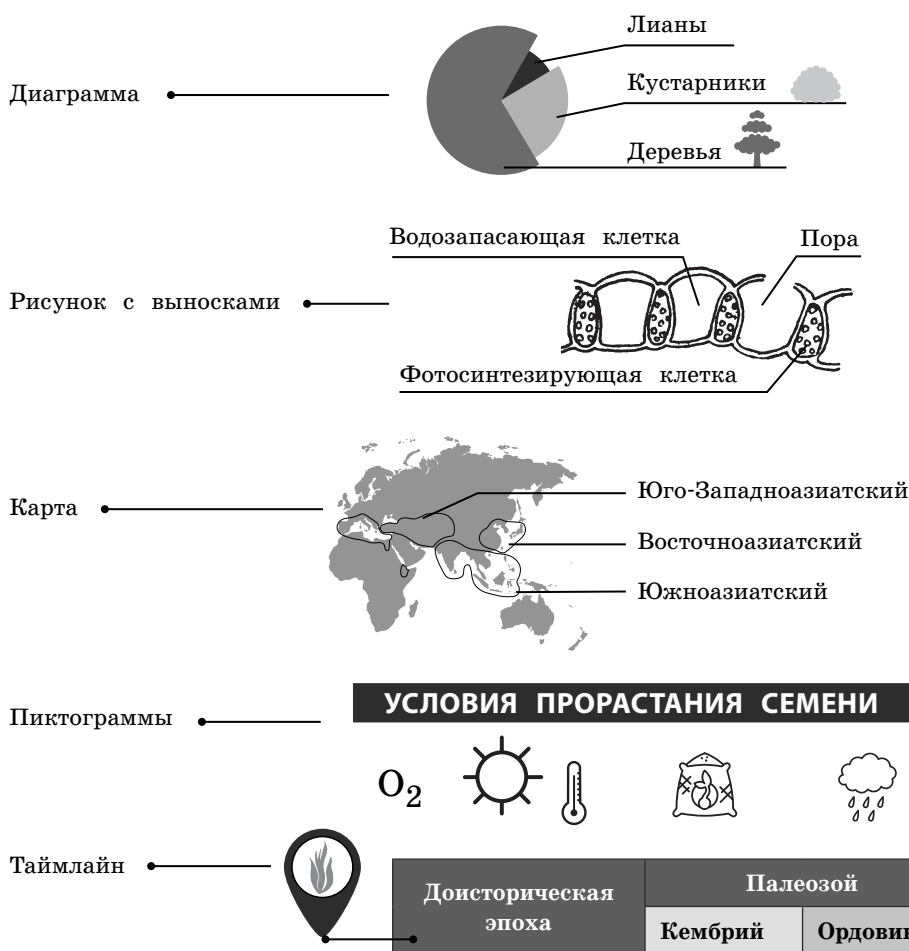 Лианы
Диаграмма
Кустарники
Деревья
Водозапасающая клетка
Пора
Рисунок с выносками
Фотосинтезирующая клетка
Карта
Юго-Западноазиатский
Восточноазиатский
Южноазиатский
Пиктограммы
УСЛОВИЯ ПРОРАСТАНИЯ СЕМЕНИ
O₂
Таймлайн
Доисторическая
эпоха
Палеозой
Кембрий
Ордовик